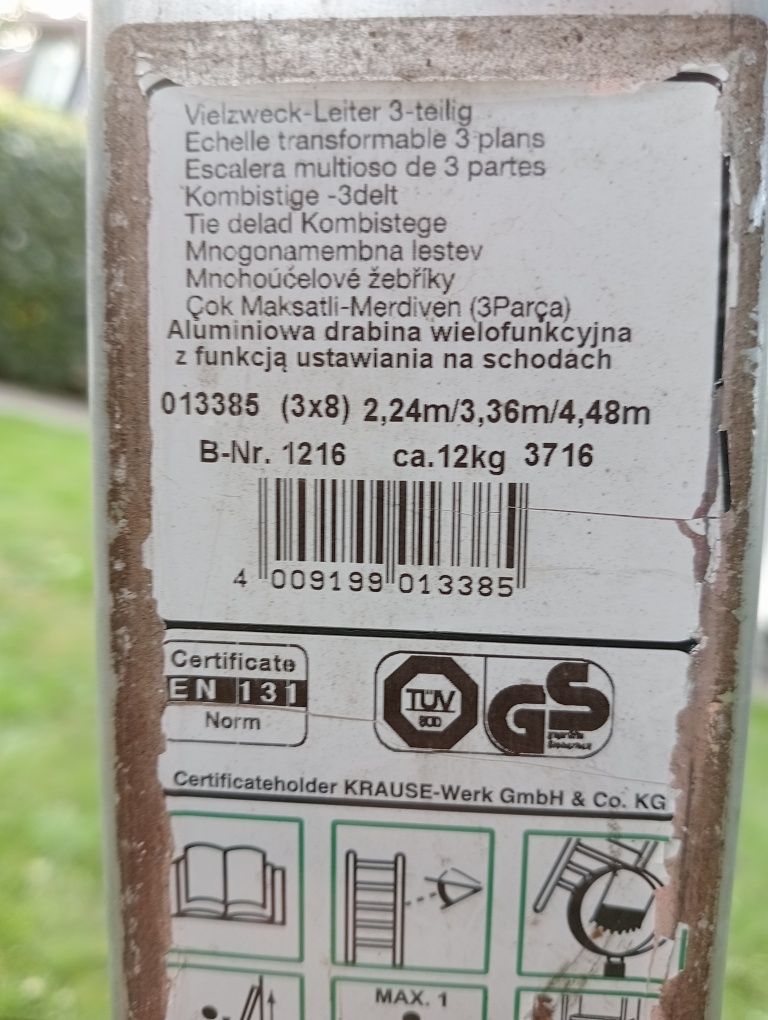 Vielzweck-Leiter 3-teilig
Echelle transformable 3 plans
Escalera multioso de 3 partes
Kombistige -3delt
Tie delad Kombistege
Mnogonamembna lestev
Mnohoúčelové žebříky
Çok Maksatli-Merdiven (3Parça)
Aluminiowa drabina wielofunkcyjna
z funkcją ustawiania na schodach
013385 (3x8) 2,24m/3,36m/4,48m
B-Nr. 1216 ca.12kg 3716
4 009199 013385
Certificate
EN 131
Norm
TÜV
GS
geprüfte
Sicherheit
Certificateholder KRAUSE-Werk GmbH & Co. KG
MAX. 1